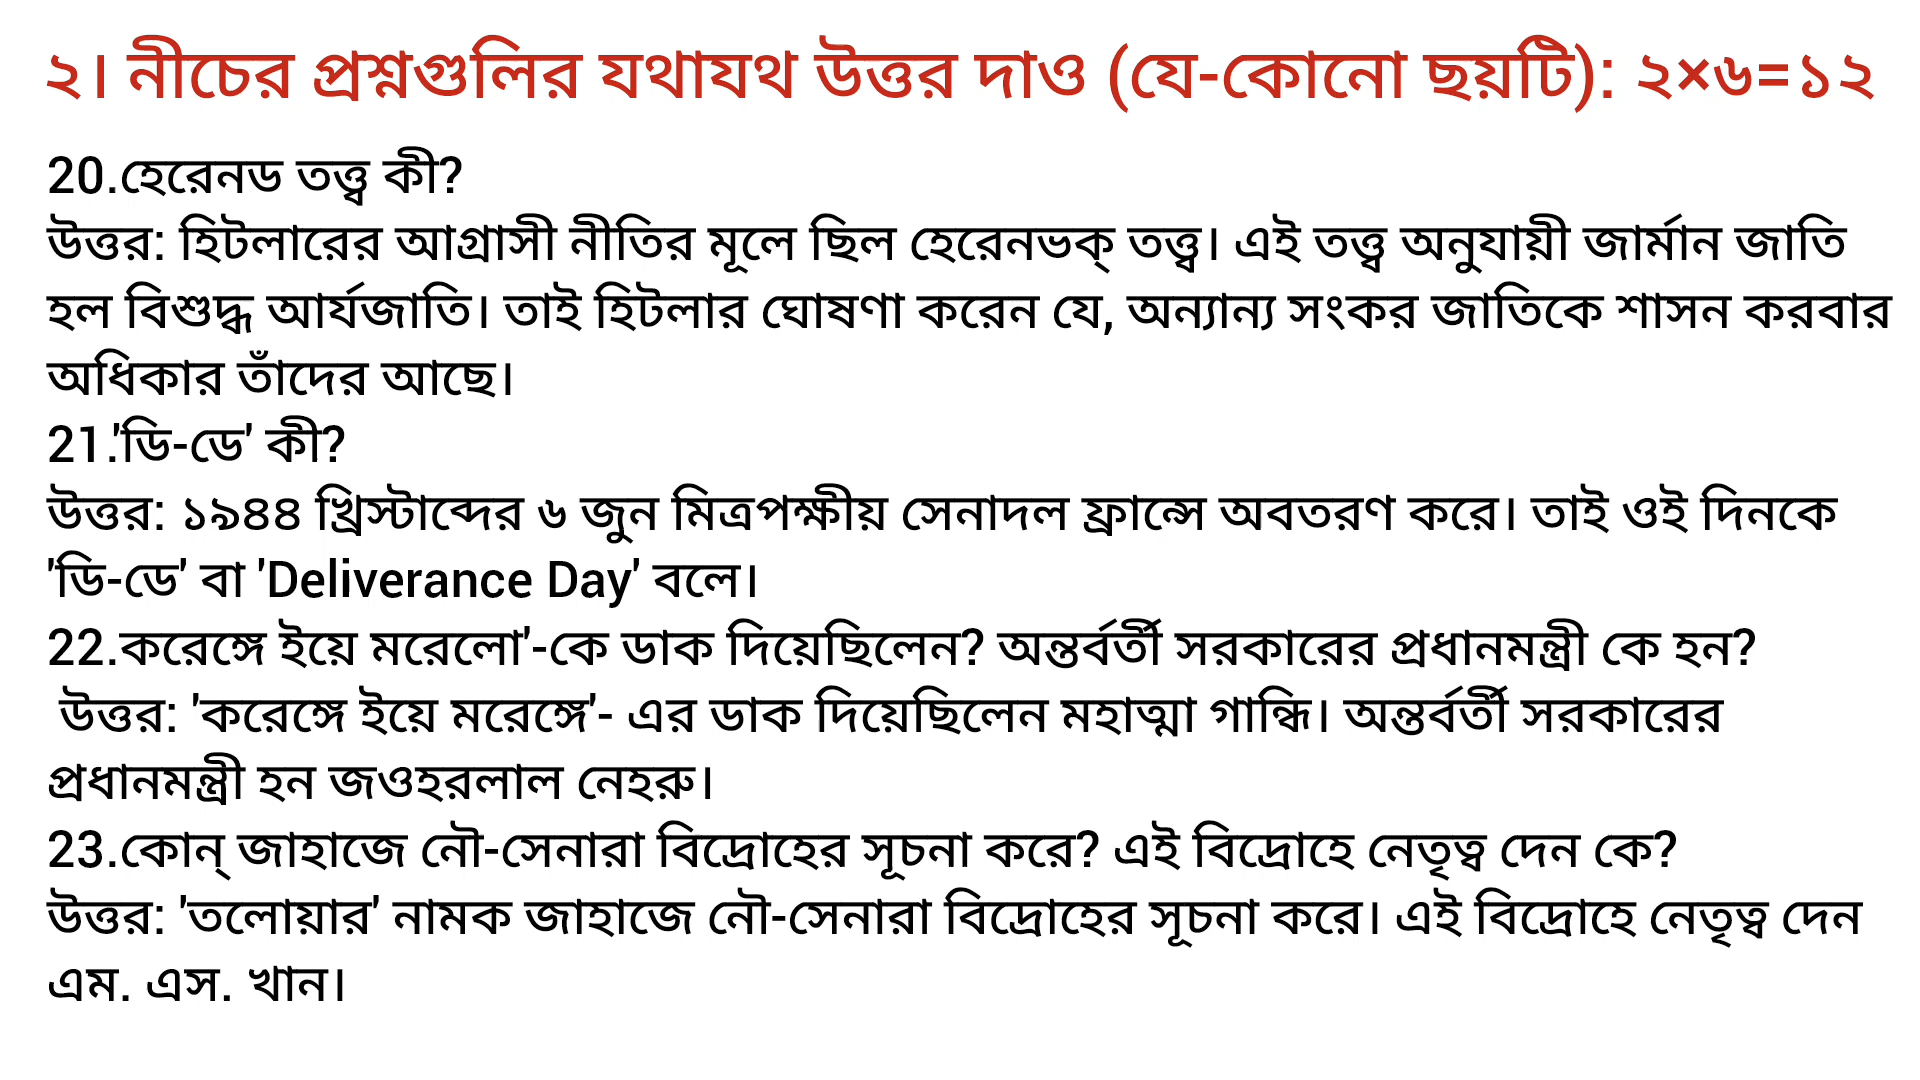 ২। নীচের প্রশ্নগুলির যথাযথ উত্তর দাও (যে-কোনো ছয়টি): ২×৬=১২
20.হেরেনড তত্ত্ব কী?
উত্তর: হিটলারের আগ্রাসী নীতির মূলে ছিল হেরেনভক্ তত্ত্ব। এই তত্ত্ব অনুযায়ী জার্মান জাতি
হল বিশুদ্ধ আর্যজাতি। তাই হিটলার ঘোষণা করেন যে, অন্যান্য সংকর জাতিকে শাসন করবার
অধিকার তাঁদের আছে।
21.'ডি-ডে' কী?
উত্তর: ১৯৪৪ খ্রিস্টাব্দের ৬ জুন মিত্রপক্ষীয় সেনাদল ফ্রান্সে অবতরণ করে। তাই ওই দিনকে
'ডি-ডে' বা 'Deliverance Day' বলে।
22.করেঙ্গে ইয়ে মরেলো'-কে ডাক দিয়েছিলেন? অন্তর্বর্তী সরকারের প্রধানমন্ত্রী কে হন?
উত্তর: 'করেঙ্গে ইয়ে মরেঙ্গে'- এর ডাক দিয়েছিলেন মহাত্মা গান্ধি। অন্তর্বর্তী সরকারের
প্রধানমন্ত্রী হন জওহরলাল নেহরু।
23.কোন্ জাহাজে নৌ-সেনারা বিদ্রোহের সূচনা করে? এই বিদ্রোহে নেতৃত্ব দেন কে?
উত্তর: 'তলোয়ার' নামক জাহাজে নৌ-সেনারা বিদ্রোহের সূচনা করে। এই বিদ্রোহে নেতৃত্ব দেন
এম. এস. খান।